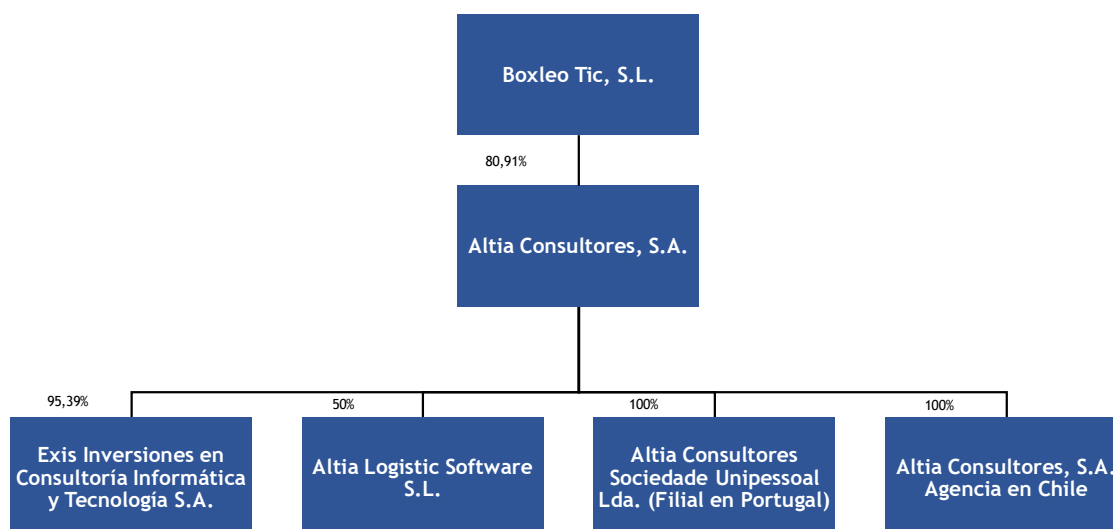 Boxleo Tic, S.L.
80,91%
Altia Consultores, S.A.
95,39%
50%
100%
100%
Exis Inversiones en
Consultoría Informática
y Tecnología S.A.
Altia Logistic Software
S.L.
Altia Consultores
Sociedade Unipessoal
Lda. (Filial en Portugal)
Altia Consultores, S.A.
Agencia en Chile